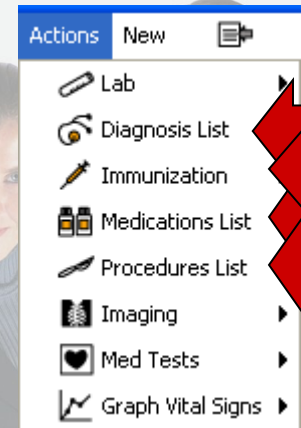 Actions New
Lab
Diagnosis List
Immunization
Medications List
Procedures List
Imaging
Med Tests
Graph Vital Signs